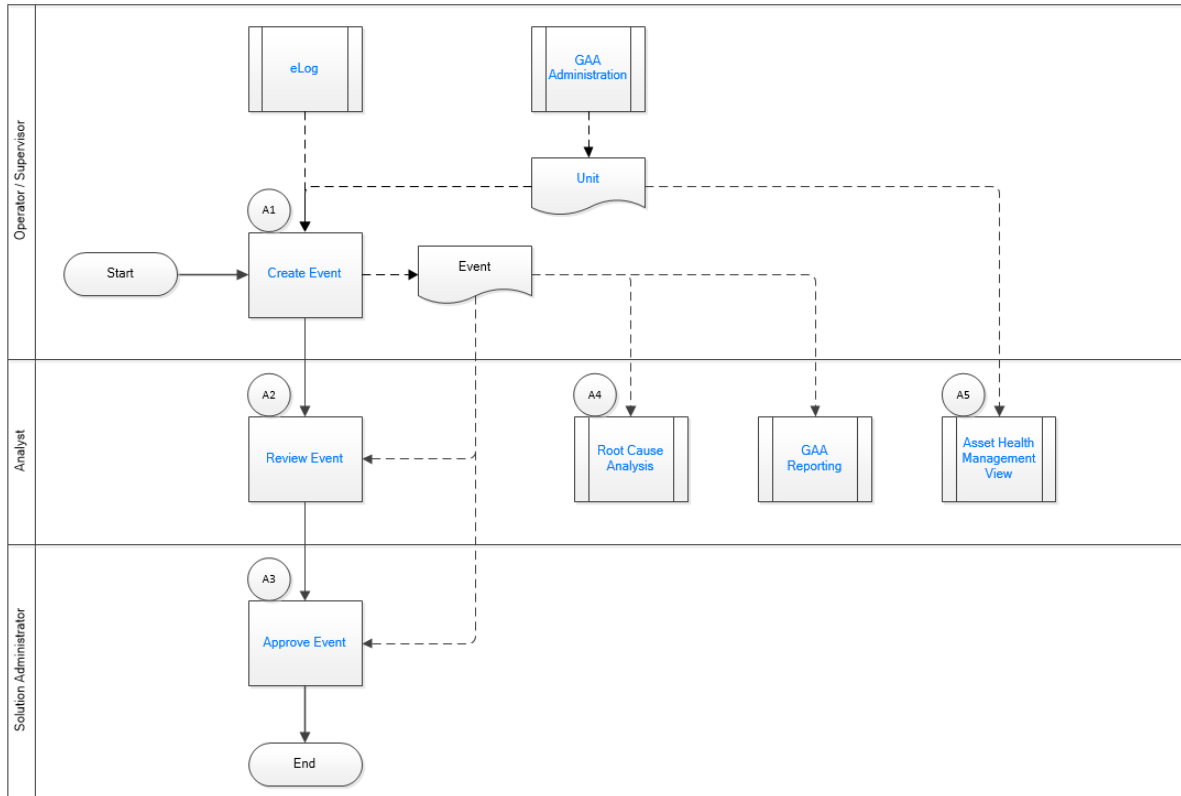 Operator / Supervisor
eLog
GAA
Administration
Unit
A1
Start
Create Event
Event
Analyst
A2
Review Event
A4
Root Cause
Analysis
GAA
Reporting
A5
Asset Health
Management
View
Solution Administrator
A3
Approve Event
End